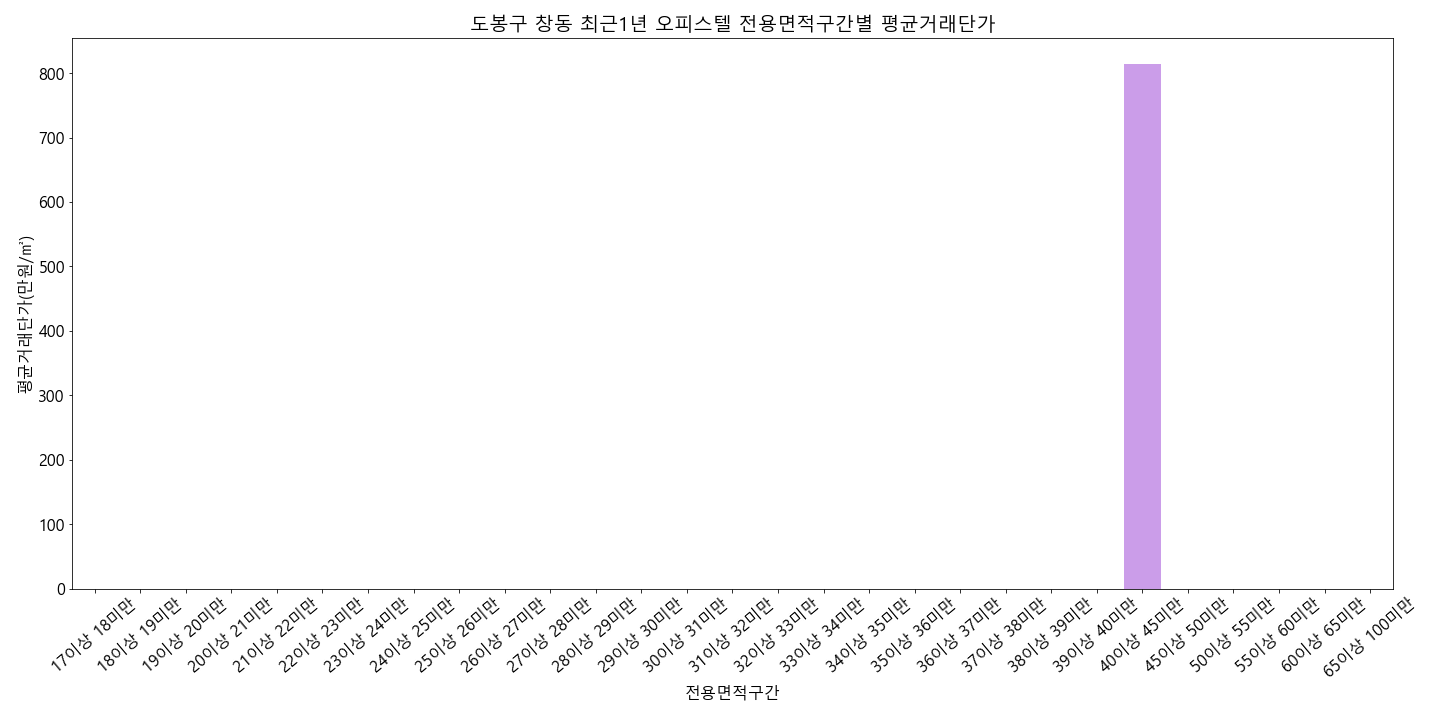 도봉구 창동 최근1년 오피스텔 전용면적구간별 평균거래단가
평균거래단가(만원/㎡)
800
700
600
500
400
300
200
100
0
17이상 18미만
18이상 19미만
19이상 20미만
20이상 21미만
21이상 22미만
22이상 23미만
23이상 24미만
24이상 25미만
25이상 26미만
26이상 27미만
27이상 28미만
28이상 29미만
29이상 30미만
30이상 31미만
31이상 32미만
32이상 33미만
33이상 34미만
34이상 35미만
35이상 36미만
36이상 37미만
37이상 38미만
38이상 39미만
39이상 40미만
40이상 45미만
45이상 50미만
50이상 55미만
55이상 60미만
60이상 65미만
65이상 100미만
전용면적구간